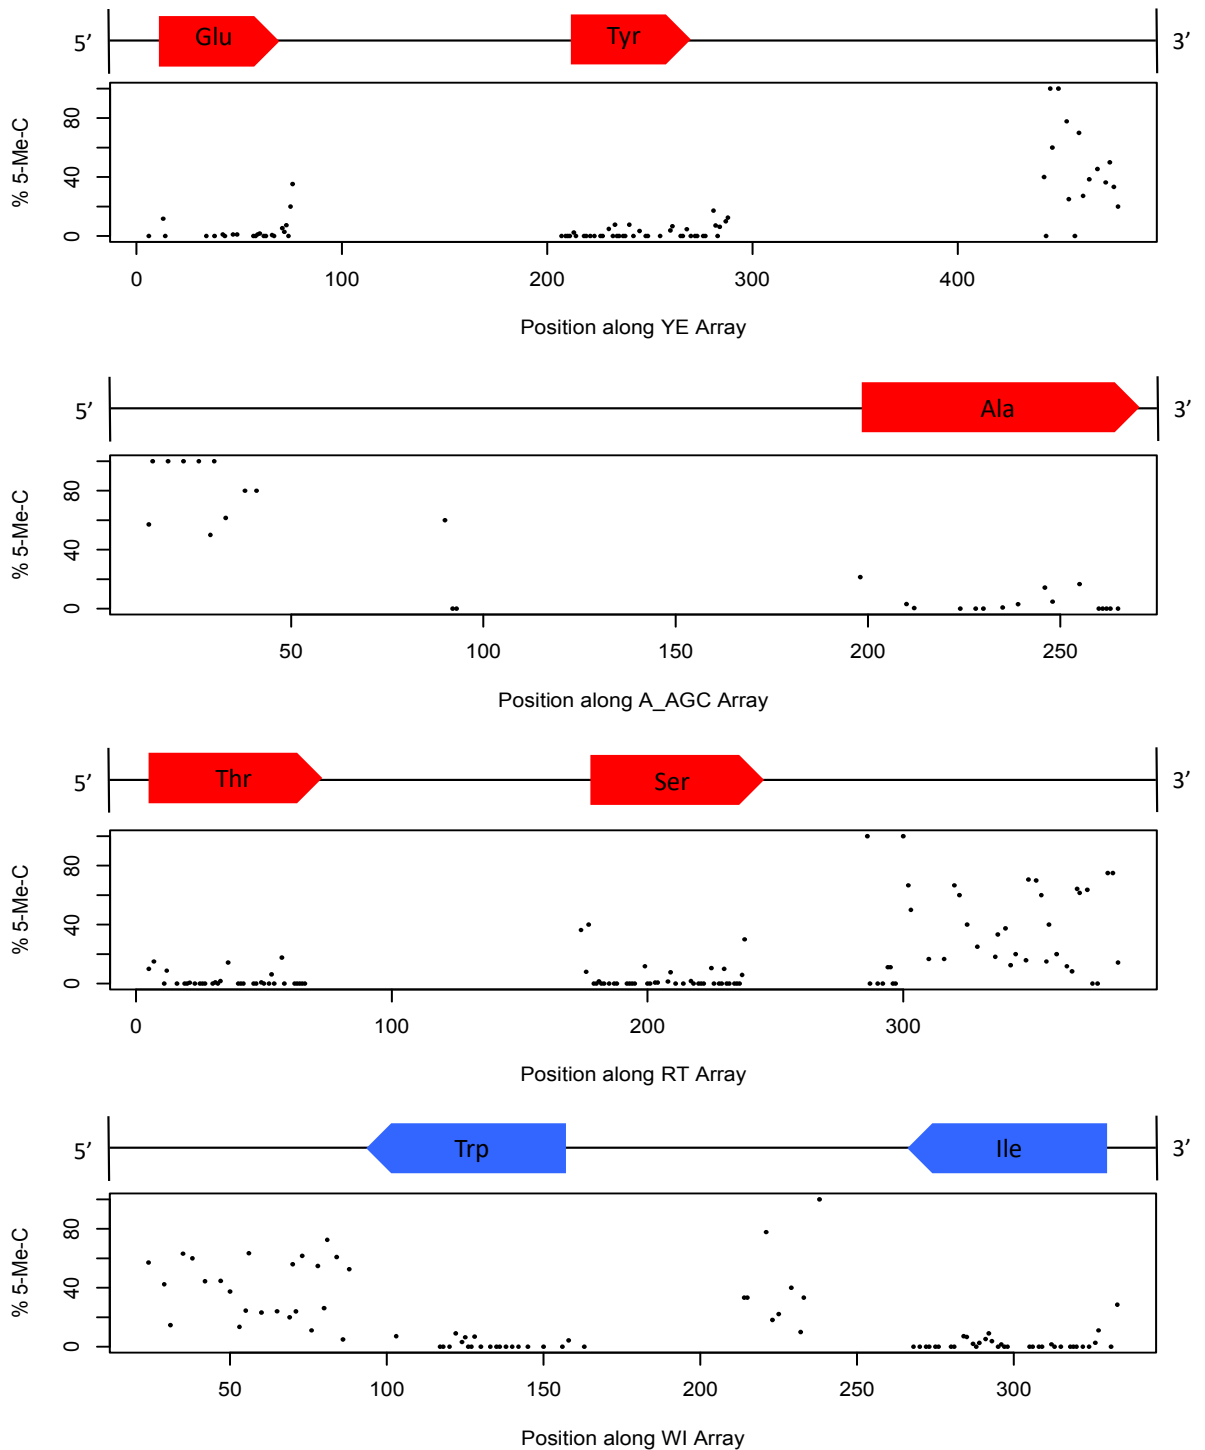 5’ Glu Tyr 3’
% 5-Me-C
80
40
0
0 100 200 300 400
Position along YE Array
5’ Ala 3’
% 5-Me-C
80
40
0
50 100 150 200 250
Position along A_AGC Array
5’ Thr Ser 3’
% 5-Me-C
80
40
0
0 100 200 300
Position along RT Array
5’ Trp Ile 3’
% 5-Me-C
80
40
0
50 100 150 200 250 300
Position along WI Array